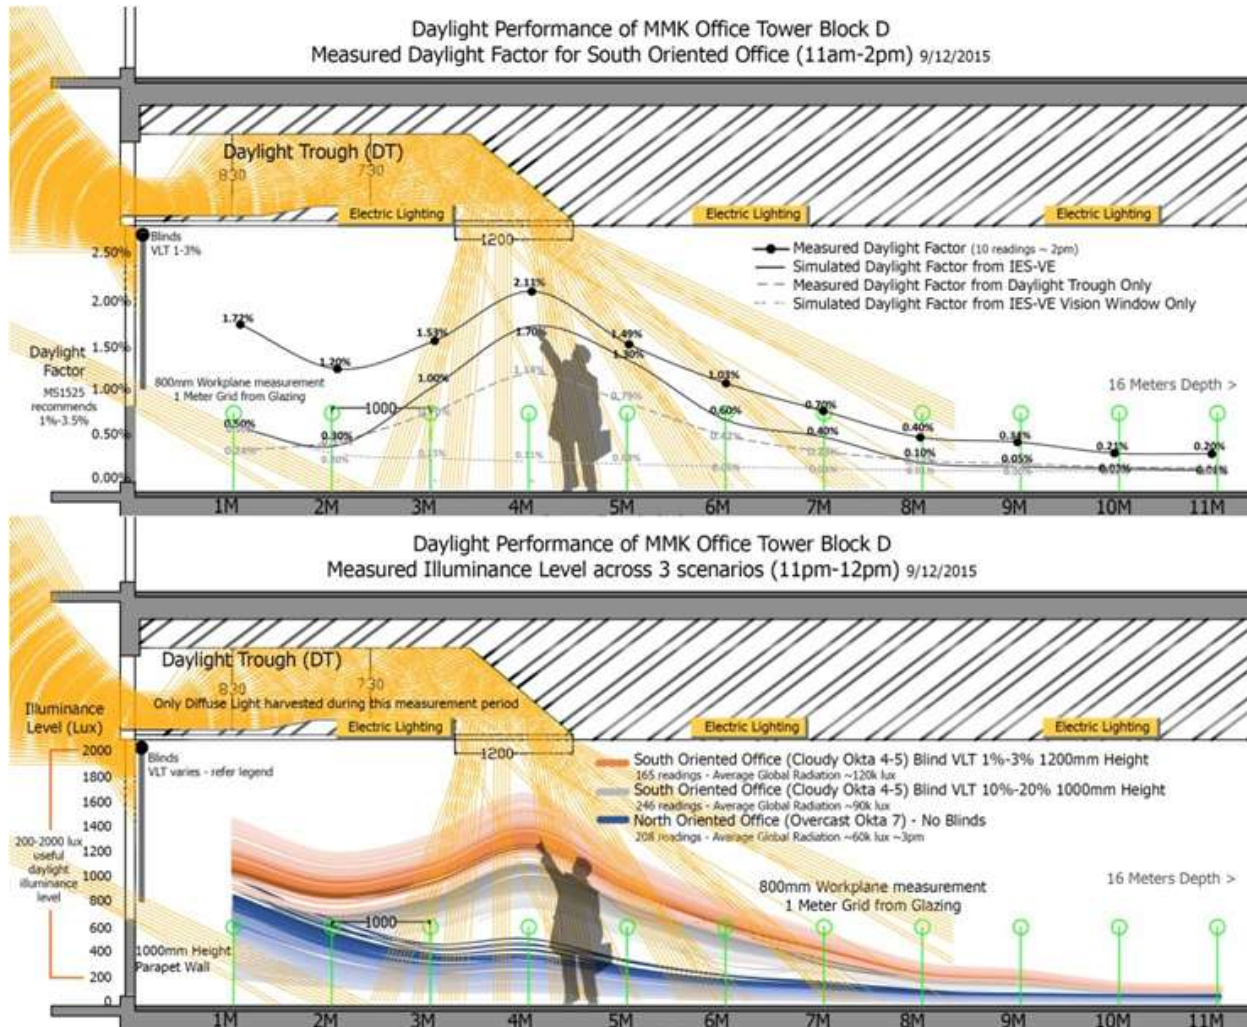 Daylight Performance of MMK Office Tower Block D
Measured Daylight Factor for South Oriented Office (11am-2pm) 9/12/2015
Daylight Trough (DT)
830
730
Electric Lighting
Electric Lighting
Electric Lighting
1200
Blinds
VLT 1-3%
Measured Daylight Factor (10 readings ~ 2pm)
Simulated Daylight Factor from IES-VE
Measured Daylight Factor from Daylight Trough Only
Simulated Daylight Factor from IES-VE Vision Window Only
2.50%
2.00%
1.50%
1.00%
0.50%
0.00%
Daylight
Factor
MS1525
recommends
1%-3.5%
800mm Workplane measurement
1 Meter Grid from Glazing
16 Meters Depth >
1000
1.72%
1.20%
1.53%
2.11%
1.49%
1.03%
0.70%
0.40%
0.34%
0.21%
0.20%
0.50%
0.30%
1.00%
1.70%
1.30%
0.60%
0.40%
0.10%
0.05%
0.01%
0.24%
0.79%
1M 2M 3M 4M 5M 6M 7M 8M 9M 10M 11M
Daylight Performance of MMK Office Tower Block D
Measured Illuminance Level across 3 scenarios (11pm-12pm) 9/12/2015
Daylight Trough (DT)
830
730
Only Diffuse Light harvested during this measurement period
Electric Lighting
Electric Lighting
Electric Lighting
1200
Illuminance
Level (Lux)
2000
1800
1600
1400
1200
1000
800
600
400
200
0
200-2000 lux
useful
daylight
illuminance
level
Blinds
VLT varies - refer legend
South Oriented Office (Cloudy Okta 4-5) Blind VLT 1%-3% 1200mm Height
165 readings - Average Global Radiation ~120k lux
South Oriented Office (Cloudy Okta 4-5) Blind VLT 10%-20% 1000mm Height
246 readings - Average Global Radiation ~90k lux
North Oriented Office (Overcast Okta 7) - No Blinds
208 readings - Average Global Radiation ~60k lux ~3pm
800mm Workplane measurement
1 Meter Grid from Glazing
16 Meters Depth >
1000
1000mm Height
Parapet Wall
1M 2M 3M 4M 5M 6M 7M 8M 9M 10M 11M